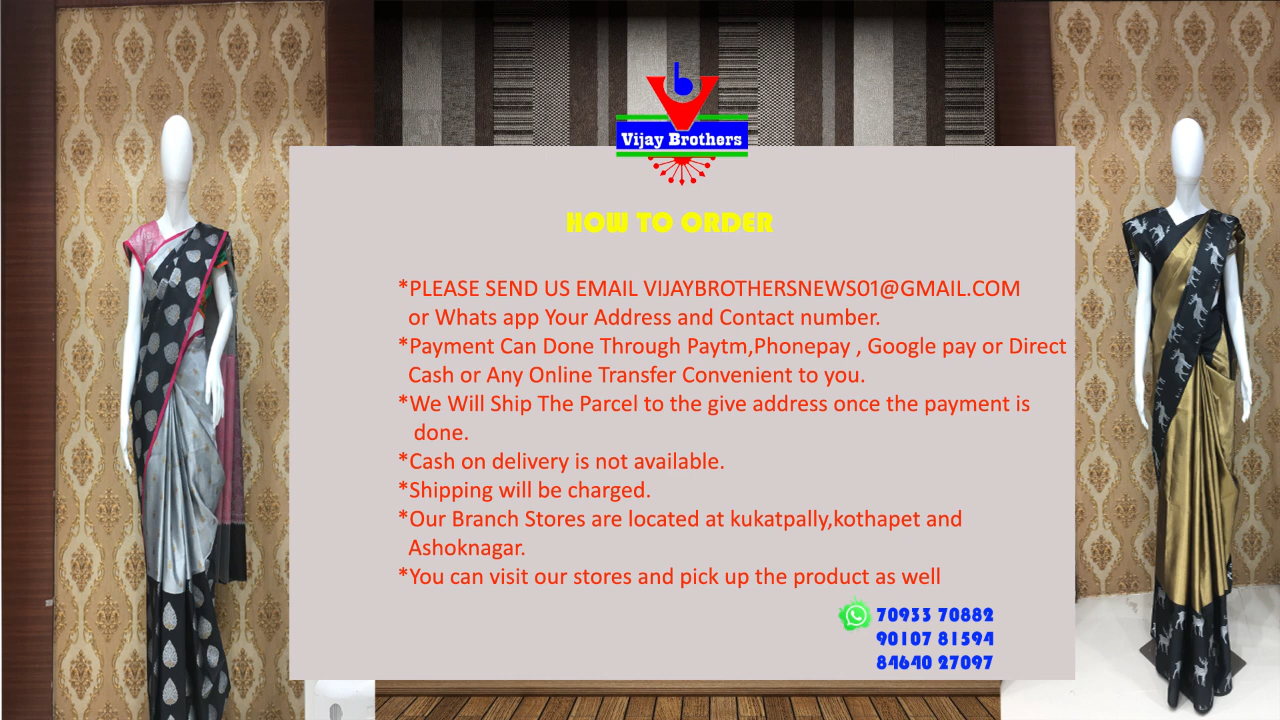 b
Vijay Brothers
HOW TO ORDER
*PLEASE SEND US EMAIL VIJAYBROTHERSNEWS01@GMAIL.COM
or Whats app Your Address and Contact number.
*Payment Can Done Through Paytm,Phonepay , Google pay or Direct
Cash or Any Online Transfer Convenient to you.
*We Will Ship The Parcel to the give address once the payment is
done.
*Cash on delivery is not available.
*Shipping will be charged.
*Our Branch Stores are located at kukatpally,kothapet and
Ashoknagar.
*You can visit our stores and pick up the product as well
70933 70882
90107 81594
84640 27097